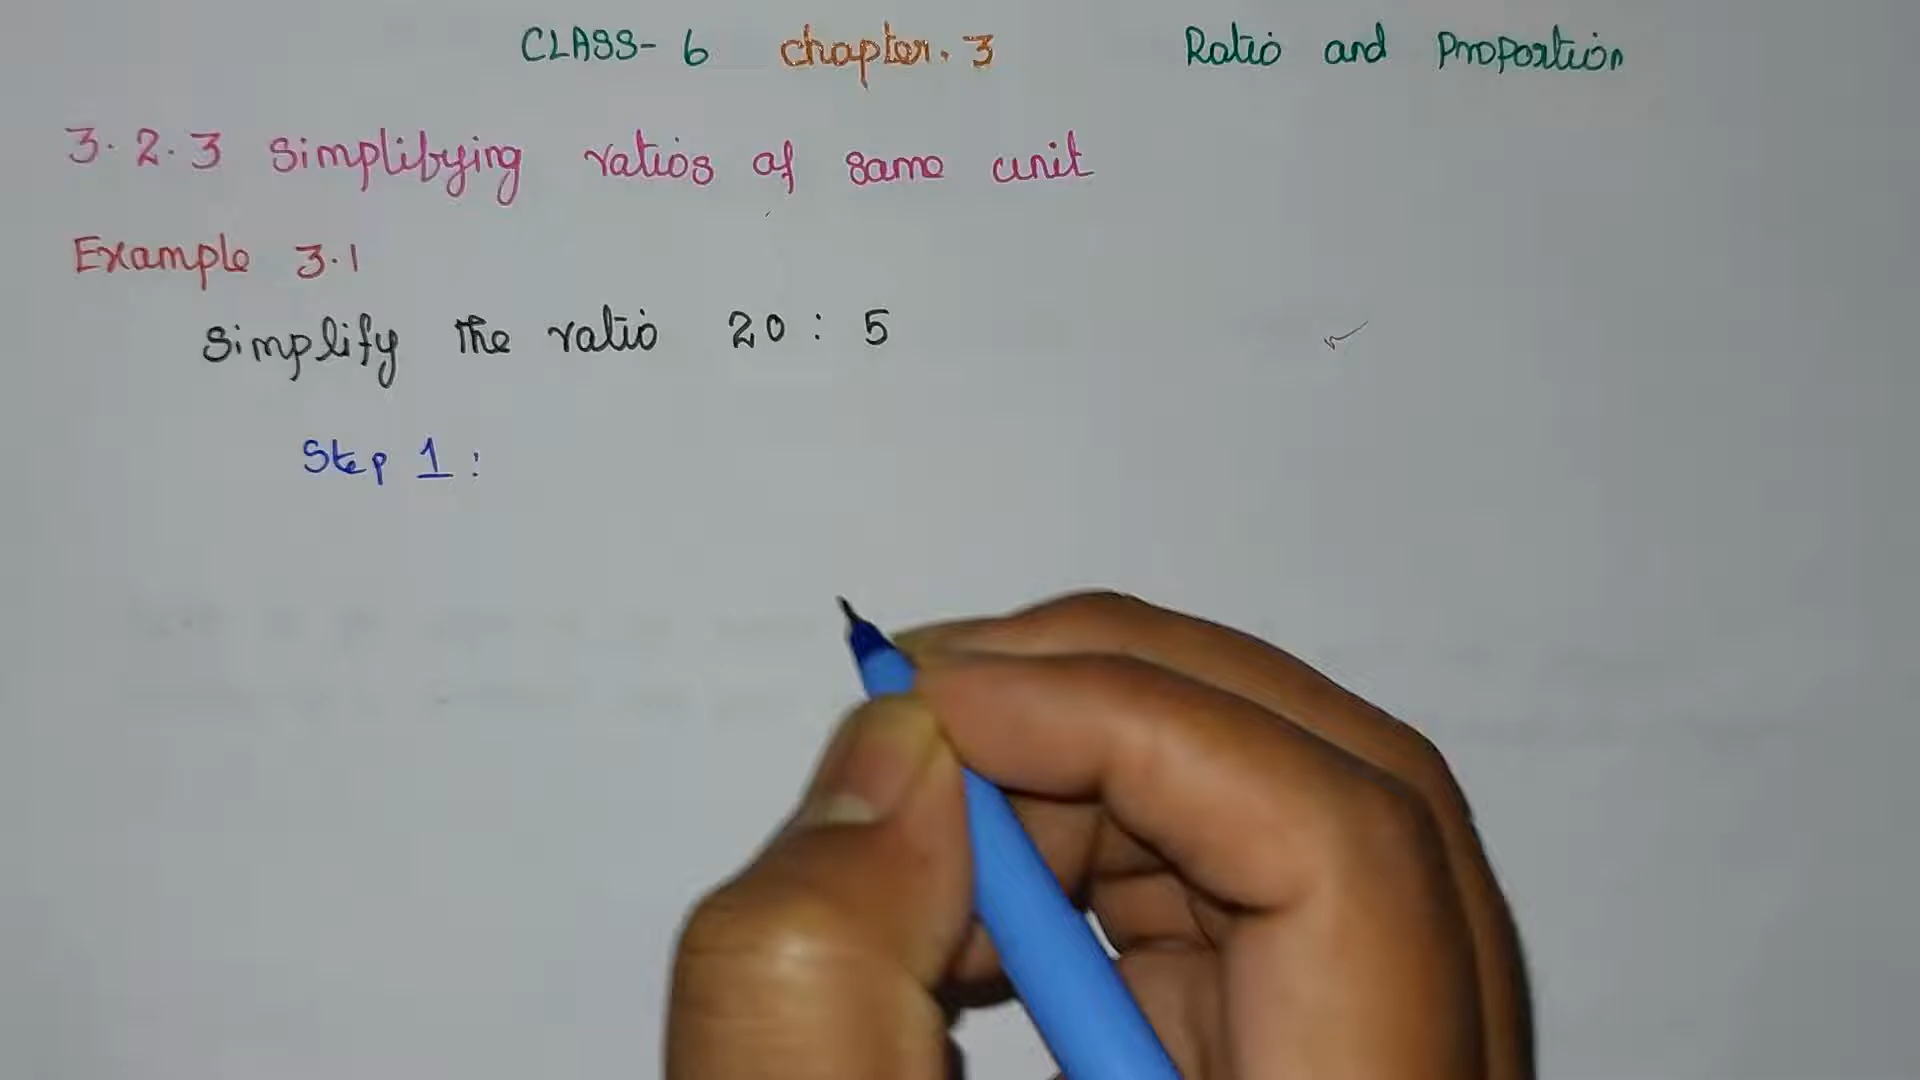 CLASS- 6 chapter. 3 Ratio and Proportion
3.2.3 Simplifying ratios of same unit
Example 3.1
Simplify the ratio 20 : 5
Step 1 :